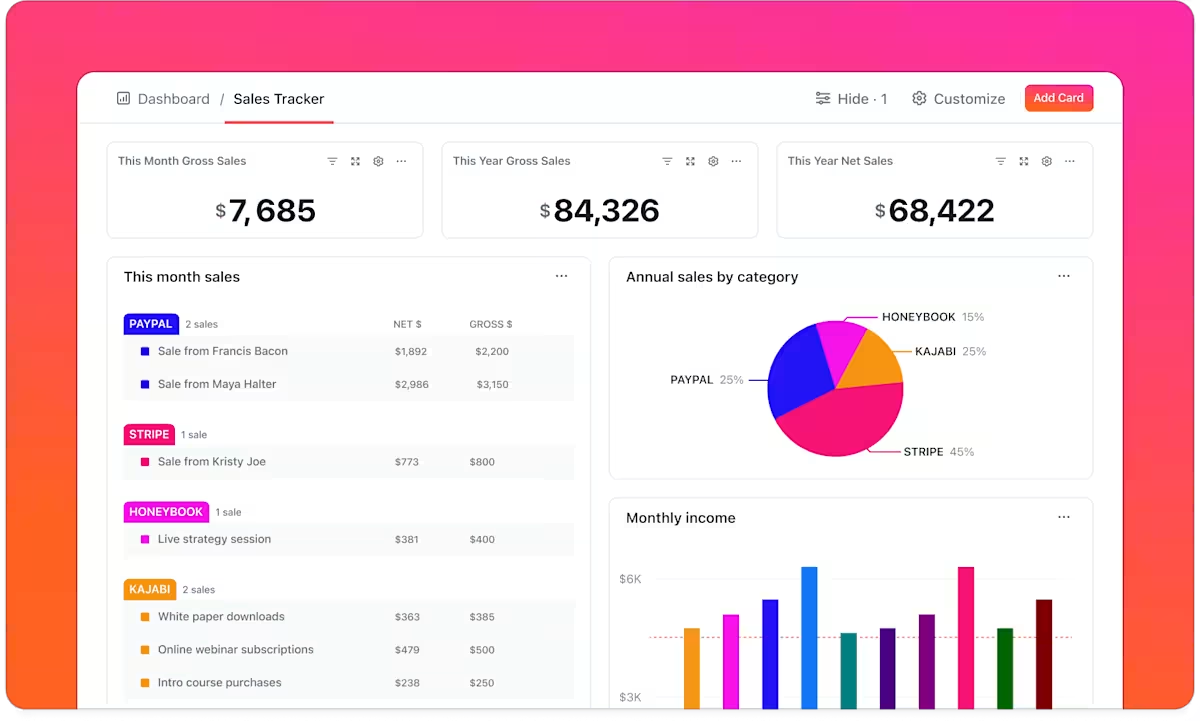 Dashboard / Sales Tracker
Hide · 1
Customize
Add Card
This Month Gross Sales
$7,685
This Year Gross Sales
$84,326
This Year Net Sales
$68,422
This month sales
PAYPAL 2 sales NET $ GROSS $
Sale from Francis Bacon $1,892 $2,200
Sale from Maya Halter $2,986 $3,150
STRIPE 1 sale
Sale from Kristy Joe $773 $800
HONEYBOOK 1 sale
Live strategy session $381 $400
KAJABI 2 sales
White paper downloads $363 $385
Online webinar subscriptions $479 $500
Intro course purchases $238 $250
Annual sales by category
HONEYBOOK 15%
KAJABI 25%
PAYPAL 25%
STRIPE 45%
Monthly income
$6K
$3K